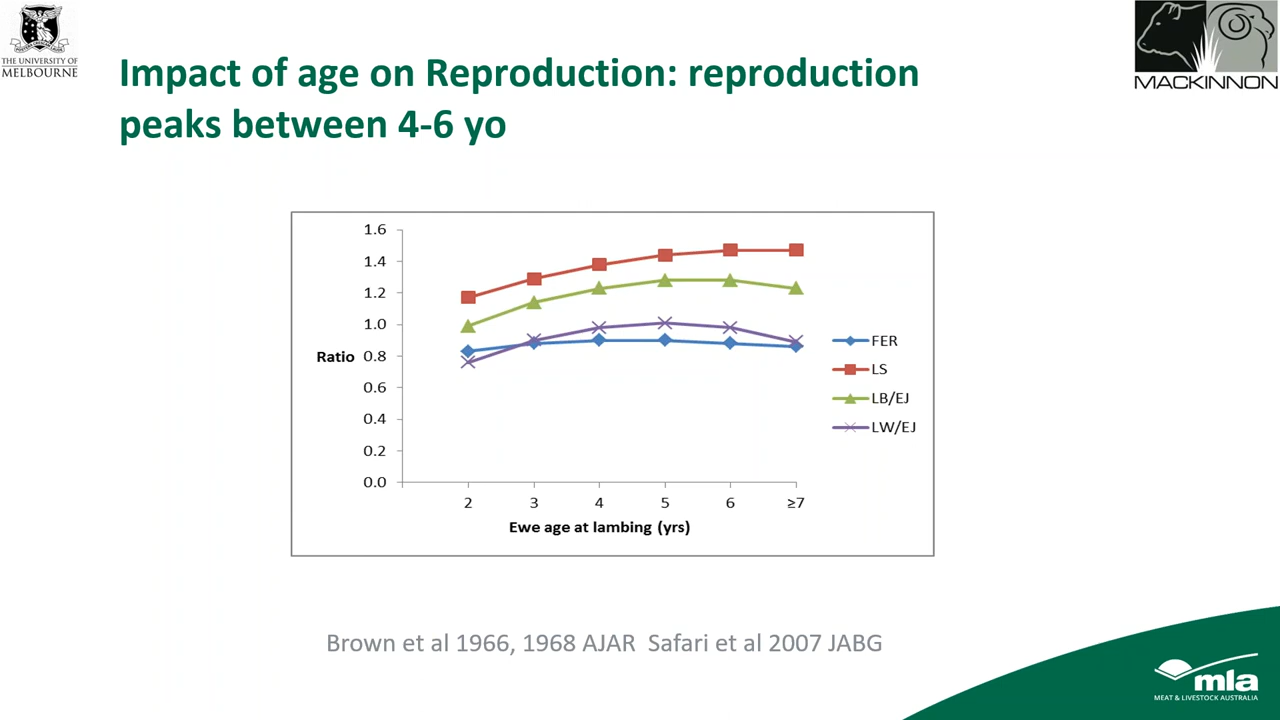 THE UNIVERSITY OF
MELBOURNE
MACKINNON
Impact of age on Reproduction: reproduction
peaks between 4-6 yo
1.6
1.4
1.2
1.0
Ratio 0.8
0.6
0.4
0.2
0.0
2 3 4 5 6 ≥7
Ewe age at lambing (yrs)
FER
LS
LB/EJ
LW/EJ
Brown et al 1966, 1968 AJAR Safari et al 2007 JABG
mla
MEAT & LIVESTOCK AUSTRALIA